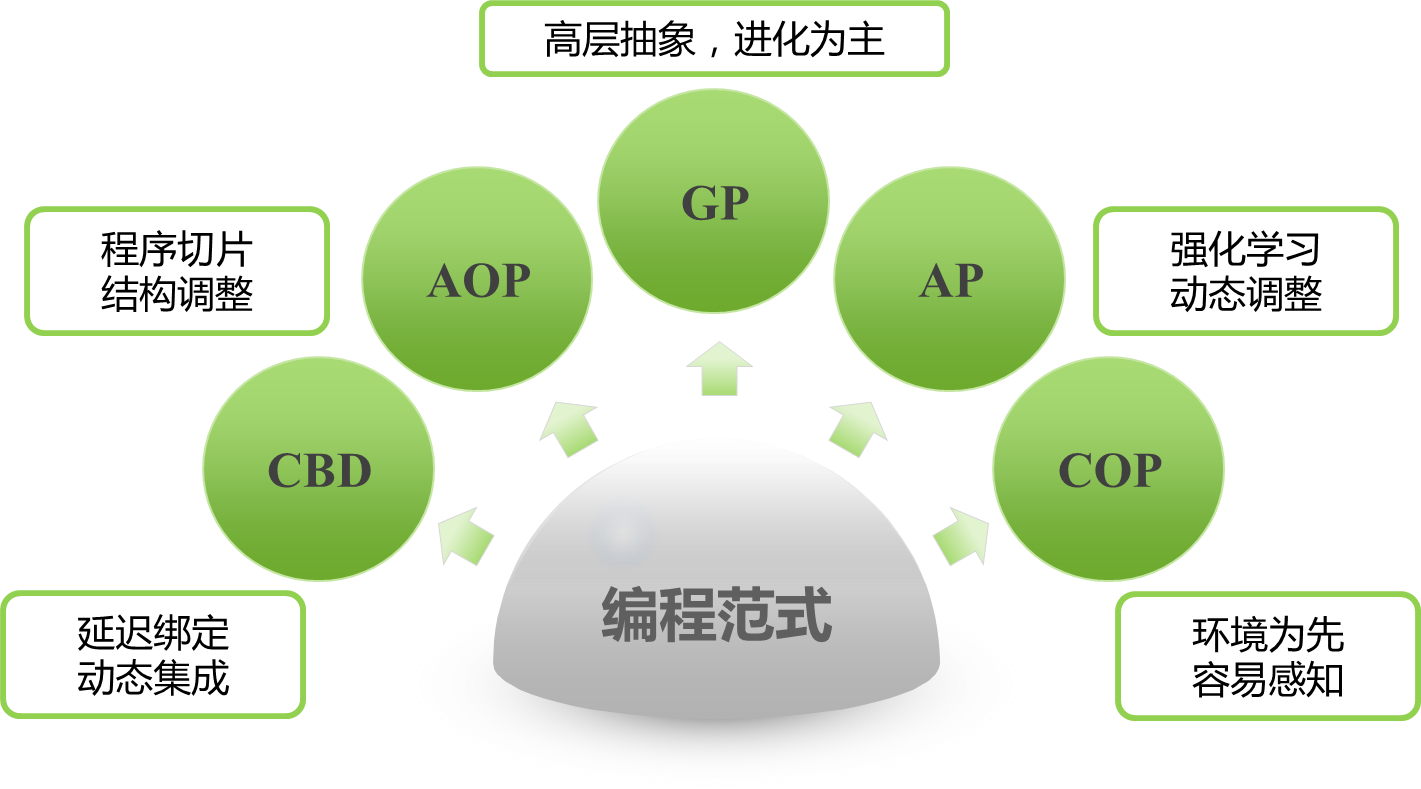 高层抽象，进化为主
GP
AOP
AP
程序切片
结构调整
强化学习
动态调整
CBD
COP
编程范式
延迟绑定
动态集成
环境为先
容易感知